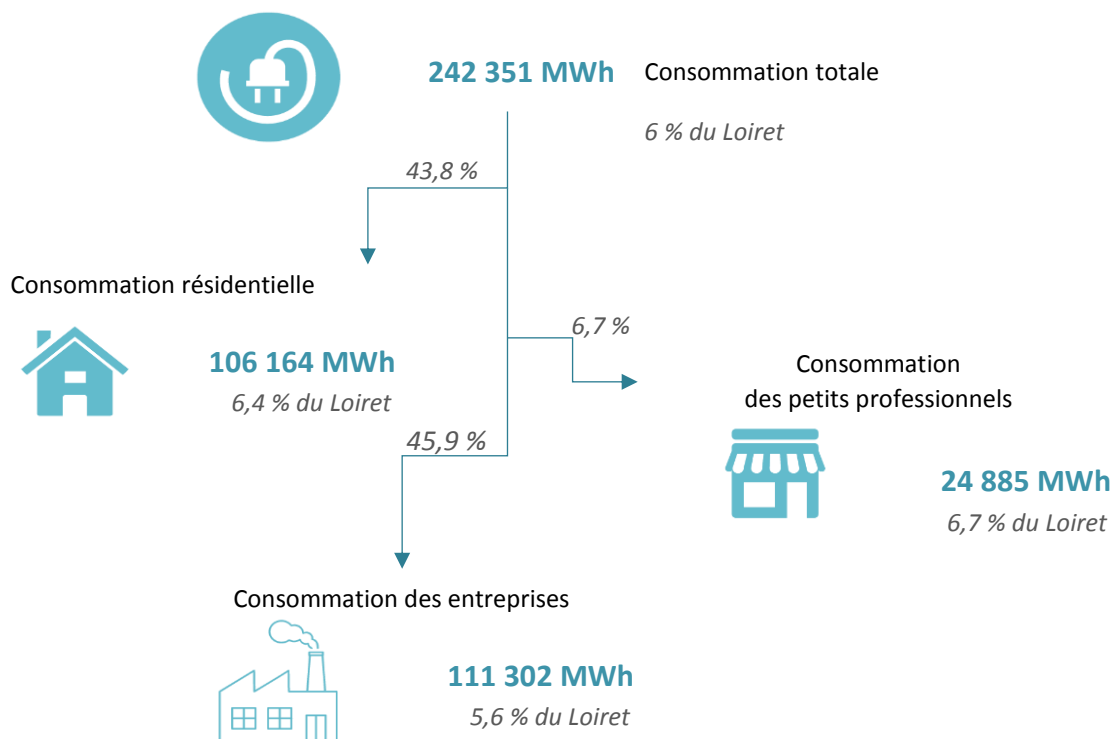 242 351 MWh Consommation totale
6 % du Loiret
43,8 %
Consommation résidentielle
106 164 MWh
6,4 % du Loiret
6,7 %
Consommation
des petits professionnels
24 885 MWh
6,7 % du Loiret
45,9 %
Consommation des entreprises
111 302 MWh
5,6 % du Loiret